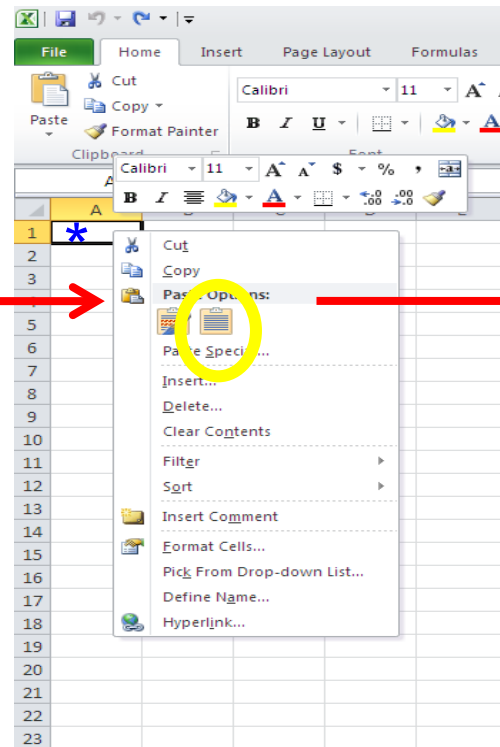 File Home Insert Page Layout Formulas
Cut
Calibri 11 A
Copy
Paste
Format Painter
B I U A
Clipboard Font
Calibri 11 A A $ % ,
A
B I A .00
A
1 *
2
3
5
6
7
8
9
10
11
12
13
14
15
16
17
18
19
20
21
22
23
Cut
Copy
Paste Options:
Paste Special...
Insert...
Delete...
Clear Contents
Filter
Sort
Insert Comment
Format Cells...
Pick From Drop-down List...
Define Name...
Hyperlink...